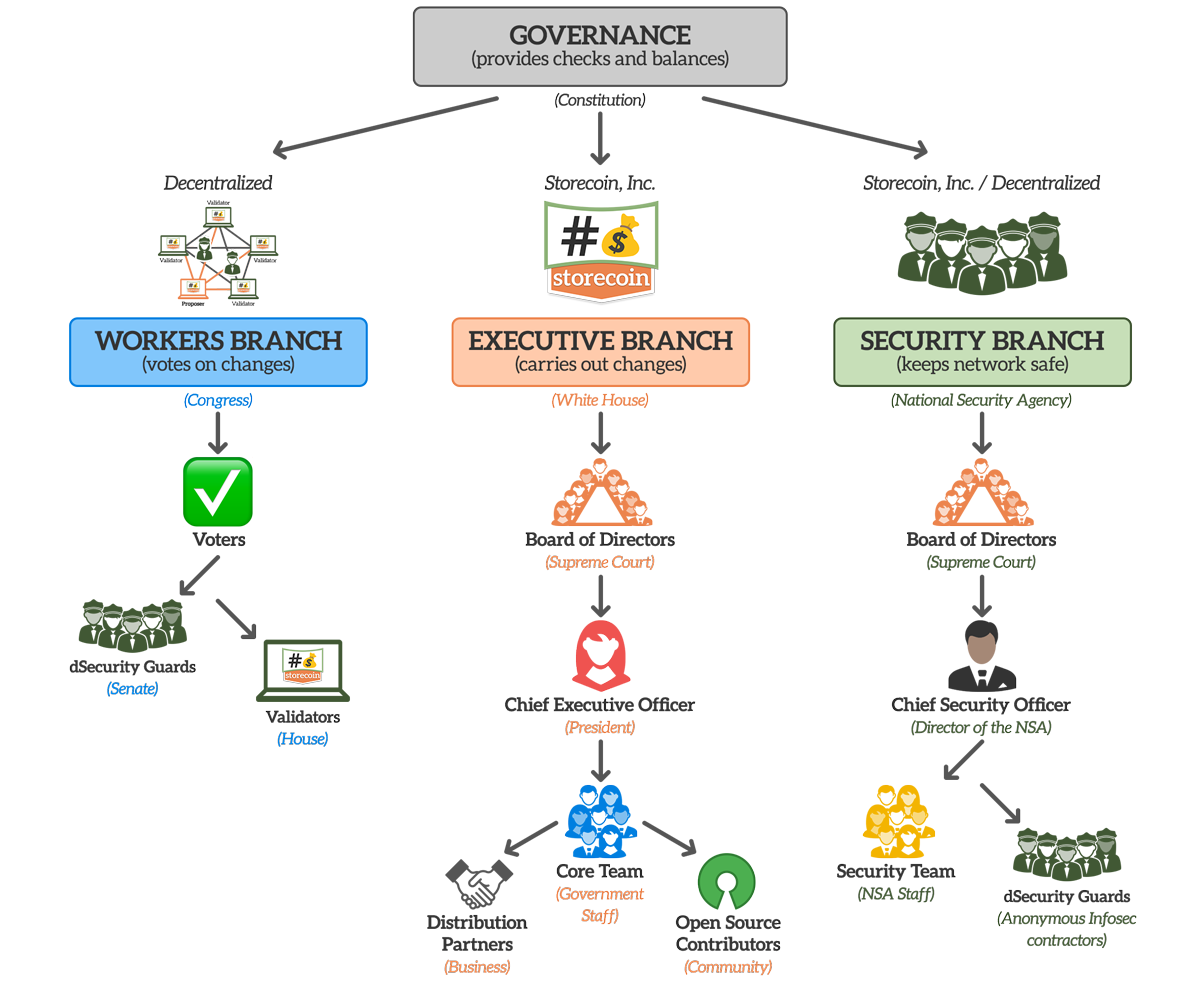 GOVERNANCE
(provides checks and balances)
(Constitution)
Decentralized
Validator
Validator
Validator
Proposer
Validator
WORKERS BRANCH
(votes on changes)
(Congress)
Voters
dSecurity Guards
(Senate)
#
storecoin
Validators
(House)
Storecoin, Inc.
#
$
storecoin
EXECUTIVE BRANCH
(carries out changes)
(White House)
Board of Directors
(Supreme Court)
Chief Executive Officer
(President)
Core Team
(Government
Staff)
Distribution
Partners
(Business)
Open Source
Contributors
(Community)
Storecoin, Inc. / Decentralized
SECURITY BRANCH
(keeps network safe)
(National Security Agency)
Board of Directors
(Supreme Court)
Chief Security Officer
(Director of the NSA)
Security Team
(NSA Staff)
dSecurity Guards
(Anonymous Infosec
contractors)